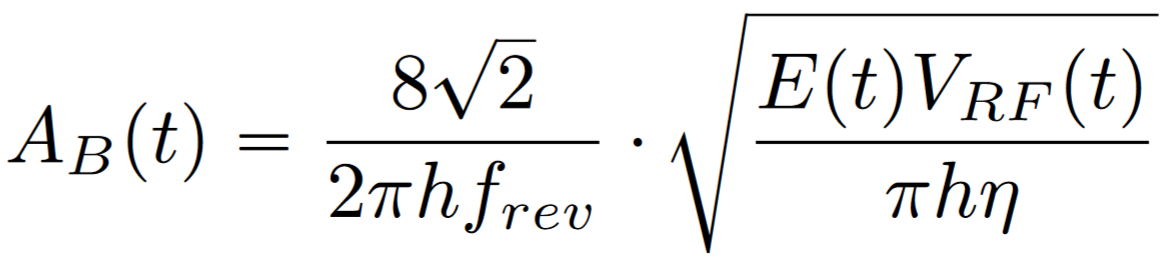 A_B(t) = \frac{8\sqrt{2}}{2\pi h f_{rev}} \cdot \sqrt{\frac{E(t)V_{RF}(t)}{\pi h \eta}}